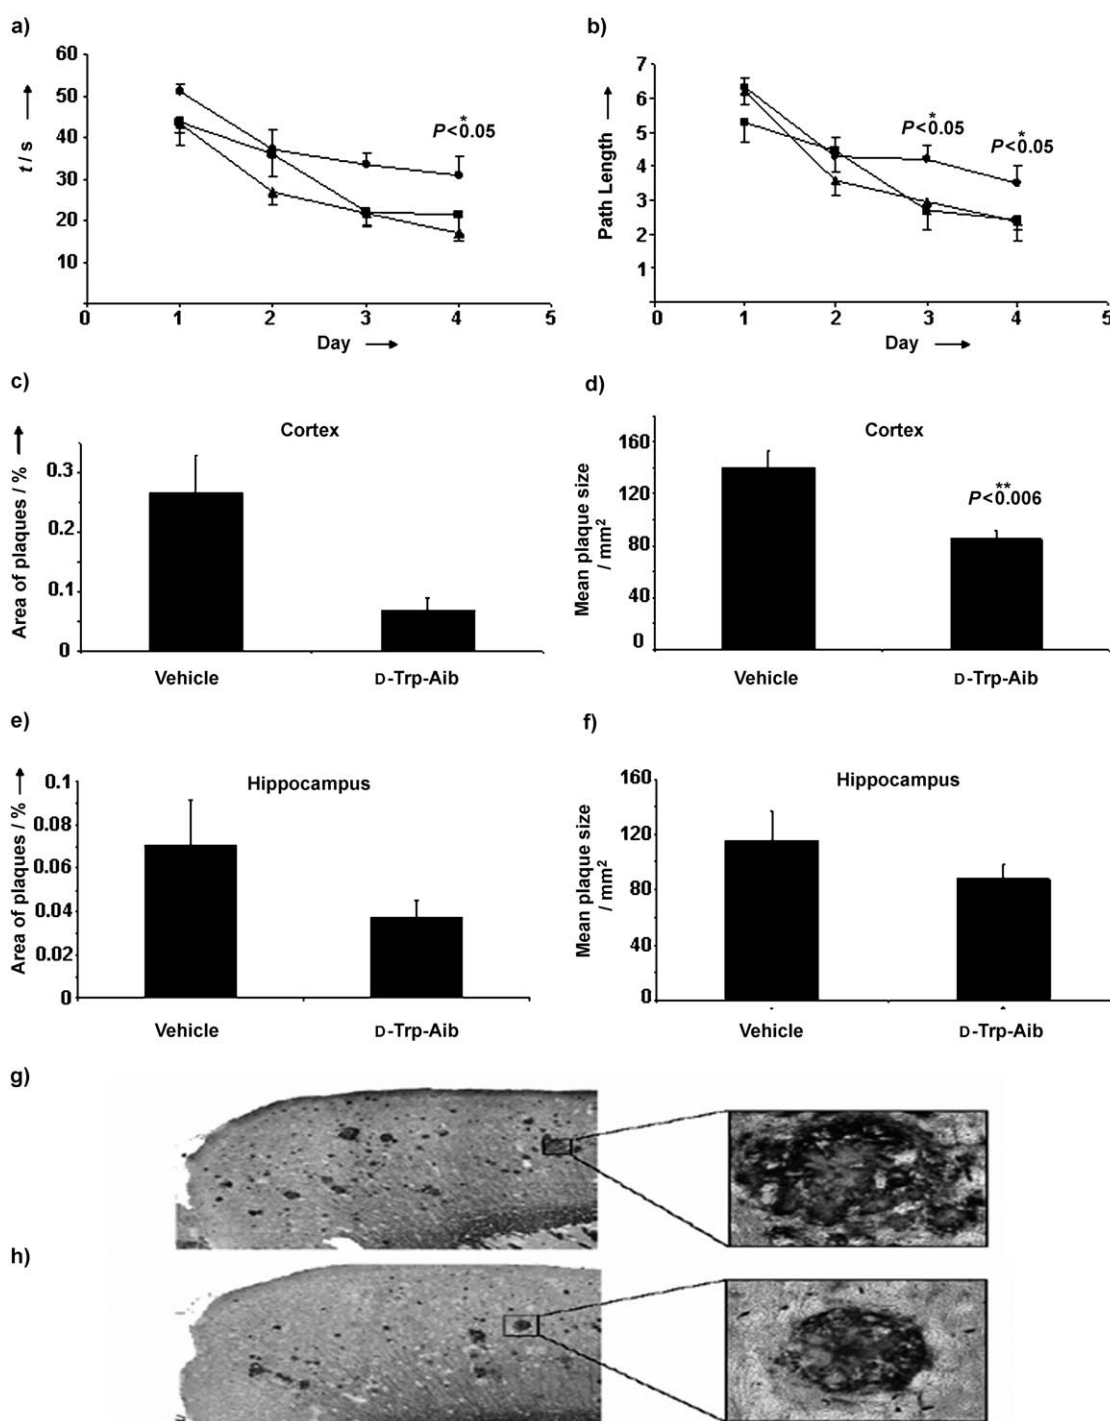 a)
60
50
40
30
20
10
t / s
*
P<0.05
0
1
2
3
4
5
Day
b)
7
6
5
4
3
2
1
Path Length
*
P<0.05
*
P<0.05
0
1
2
3
4
5
Day
c)
Cortex
Area of plaques / %
0.3
0.2
0.1
0
Vehicle
D-Trp-Aib
d)
Cortex
Mean plaque size
/ mm²
160
120
80
40
0
**
P<0.006
Vehicle
D-Trp-Aib
e)
Hippocampus
Area of plaques / %
0.1
0.08
0.06
0.04
0.02
0
Vehicle
D-Trp-Aib
f)
Hippocampus
Mean plaque size
/ mm²
160
120
80
40
0
Vehicle
D-Trp-Aib
g)
h)